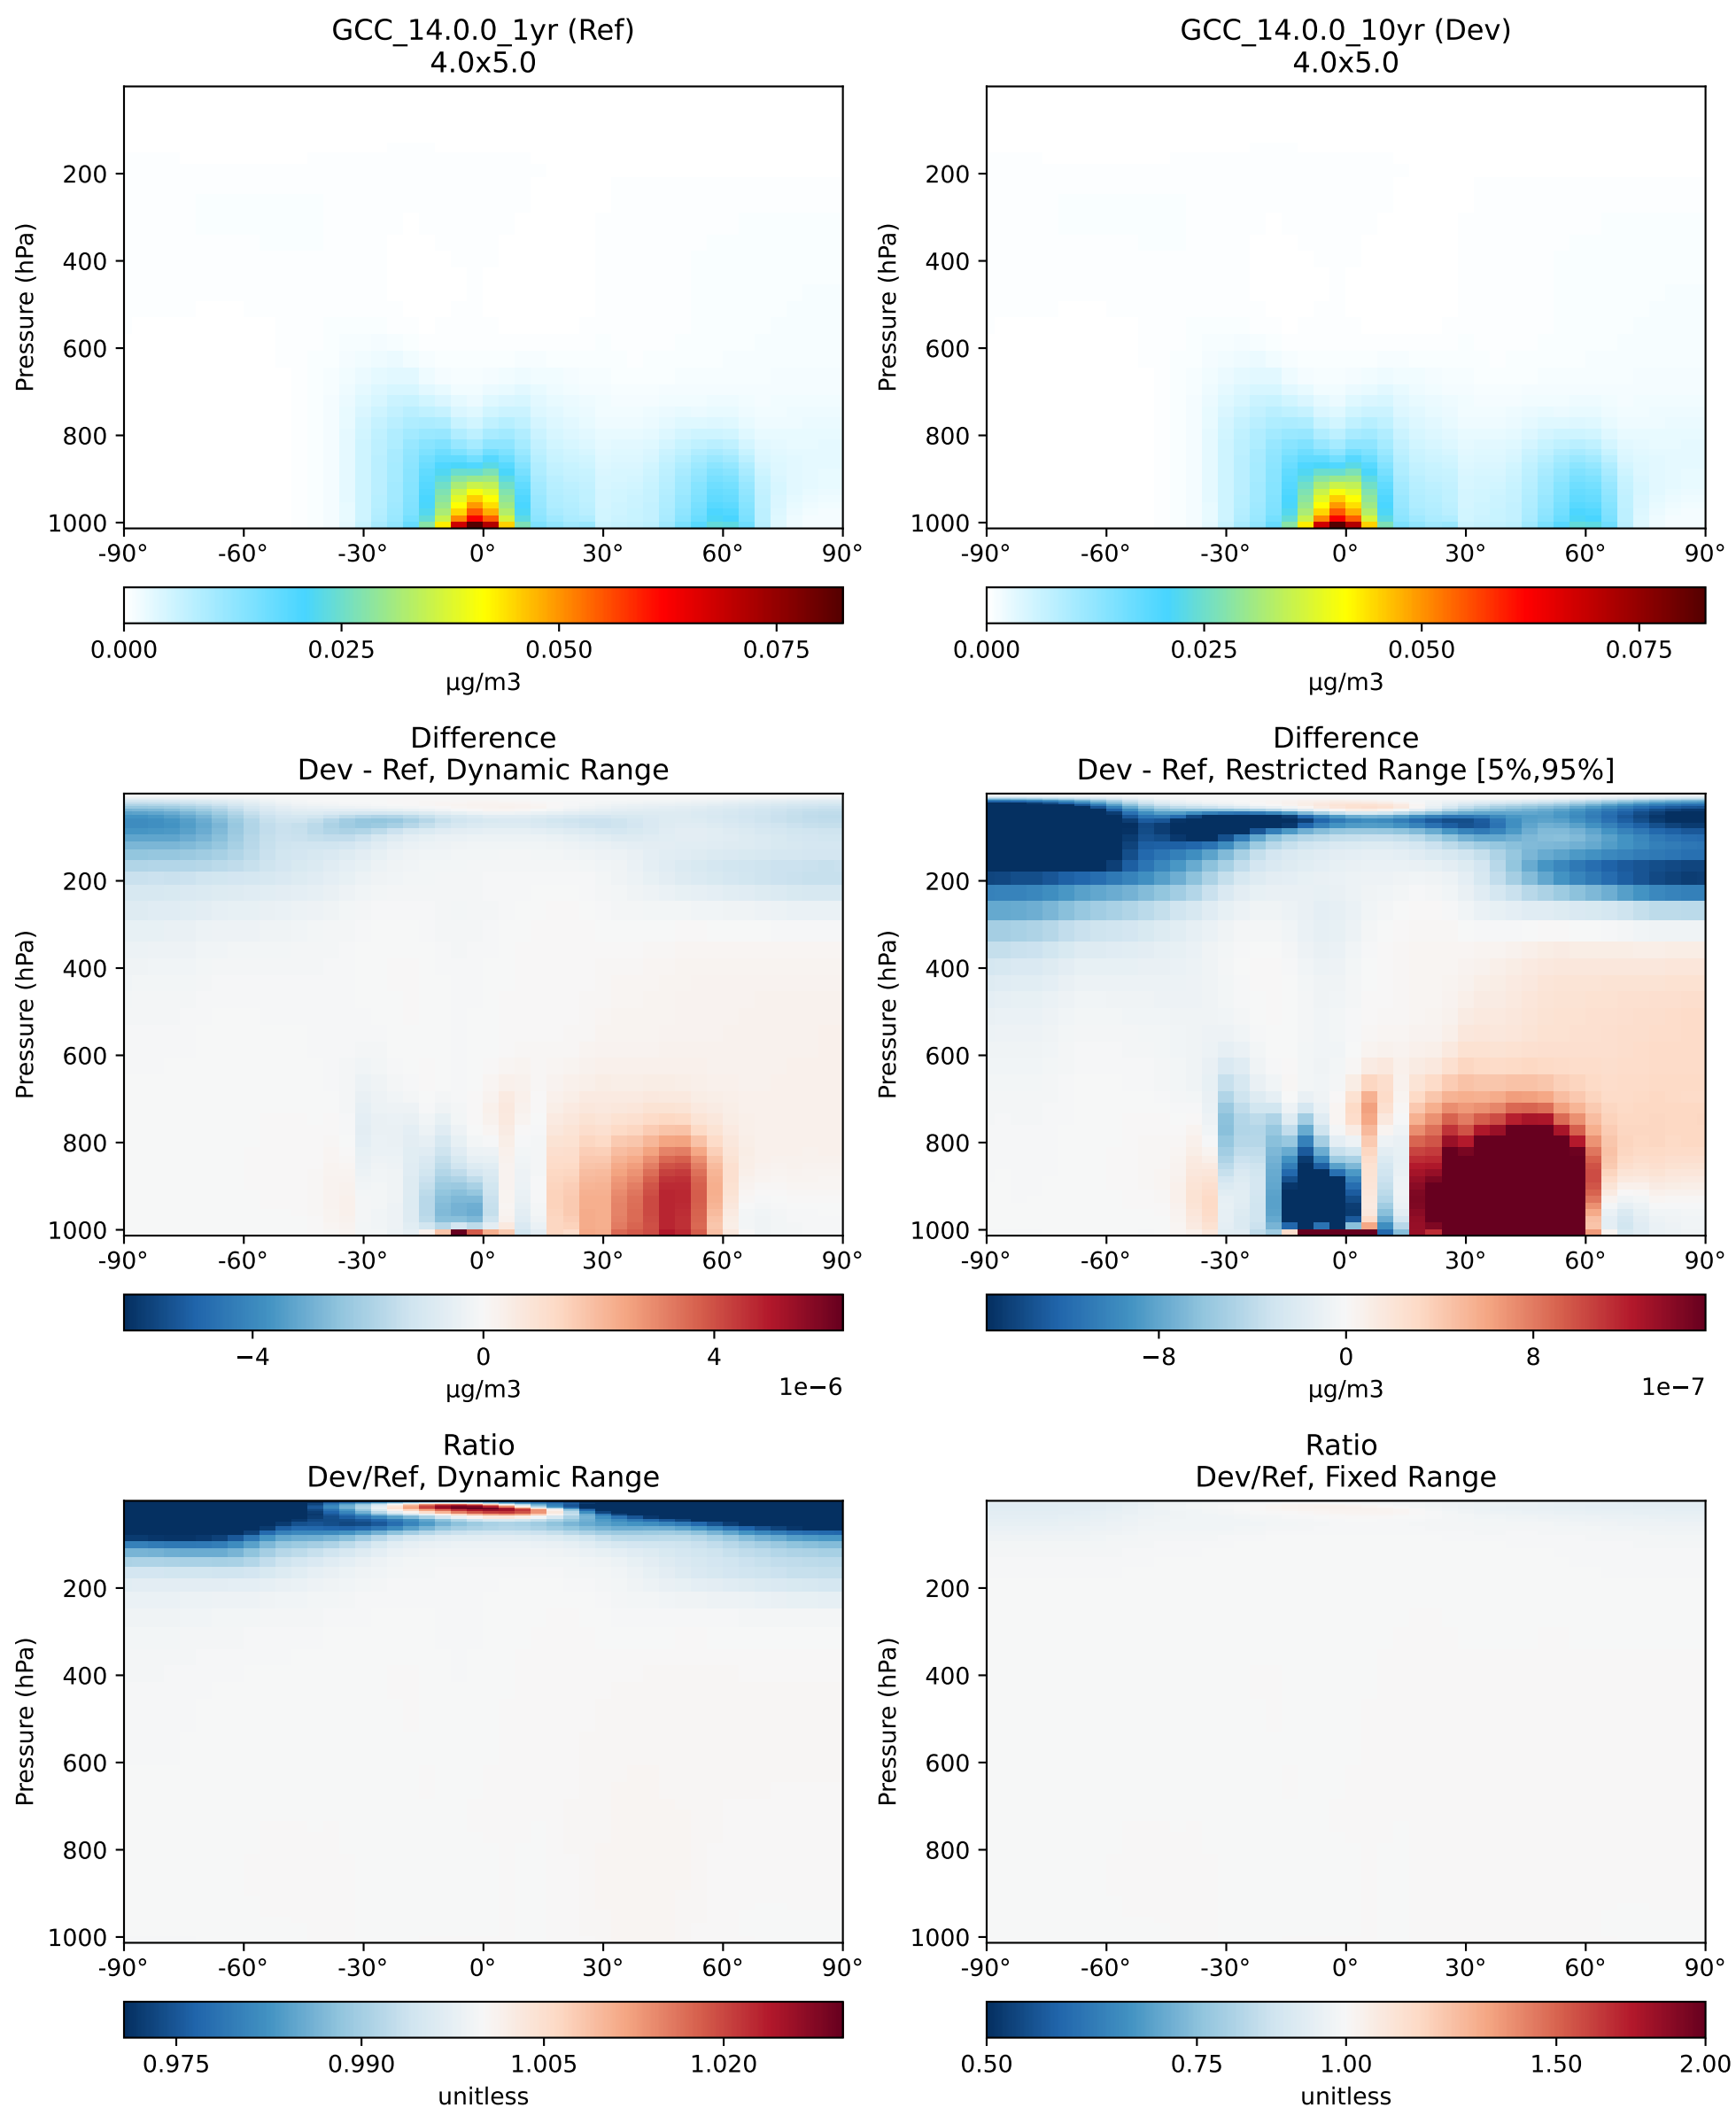 GCC_14.0.0_1yr (Ref)
4.0x5.0
Pressure (hPa)
200
400
600
800
1000
-90° -60° -30° 0° 30° 60° 90°
0.000 0.025 0.050 0.075
µg/m3
GCC_14.0.0_10yr (Dev)
4.0x5.0
Pressure (hPa)
200
400
600
800
1000
-90° -60° -30° 0° 30° 60° 90°
0.000 0.025 0.050 0.075
µg/m3
Difference
Dev - Ref, Dynamic Range
Pressure (hPa)
200
400
600
800
1000
-90° -60° -30° 0° 30° 60° 90°
−4 0 4
µg/m3 1e−6
Difference
Dev - Ref, Restricted Range [5%,95%]
Pressure (hPa)
200
400
600
800
1000
-90° -60° -30° 0° 30° 60° 90°
−8 0 8
µg/m3 1e−7
Ratio
Dev/Ref, Dynamic Range
Pressure (hPa)
200
400
600
800
1000
-90° -60° -30° 0° 30° 60° 90°
0.975 0.990 1.005 1.020
unitless
Ratio
Dev/Ref, Fixed Range
Pressure (hPa)
200
400
600
800
1000
-90° -60° -30° 0° 30° 60° 90°
0.50 0.75 1.00 1.50 2.00
unitless